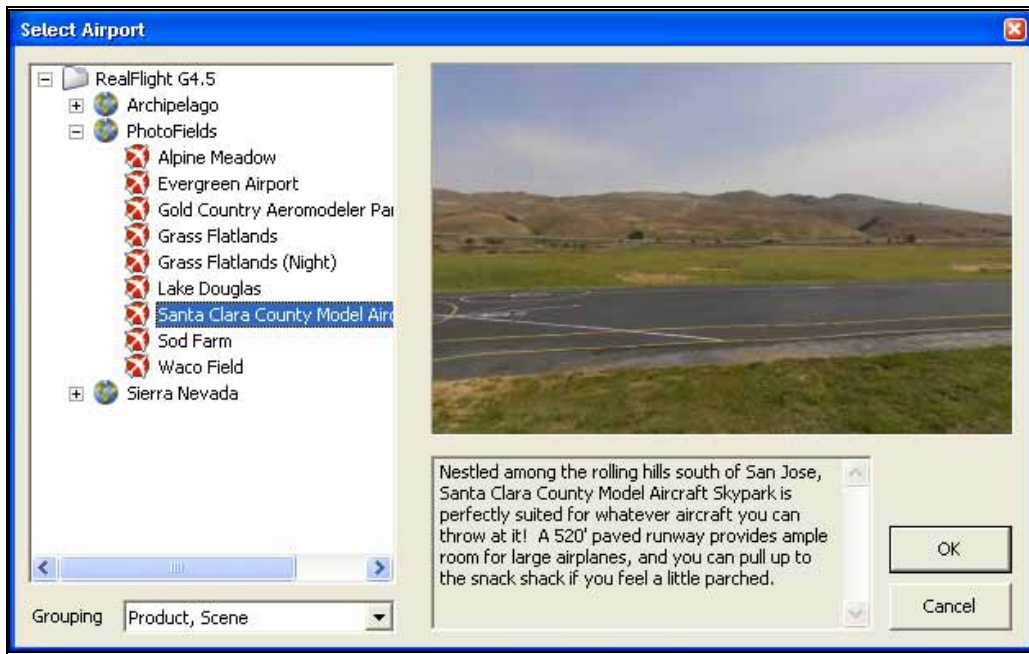 Select Airport
RealFlight G4.5
Archipelago
PhotoFields
Alpine Meadow
Evergreen Airport
Gold Country Aeromodeler Par
Grass Flatlands
Grass Flatlands (Night)
Lake Douglas
Santa Clara County Model Airc
Sod Farm
Waco Field
Sierra Nevada
Grouping
Product, Scene
Nestled among the rolling hills south of San Jose,
Santa Clara County Model Aircraft Skypark is
perfectly suited for whatever aircraft you can
throw at it! A 520' paved runway provides ample
room for large airplanes, and you can pull up to
the snack shack if you feel a little parched.
OK
Cancel